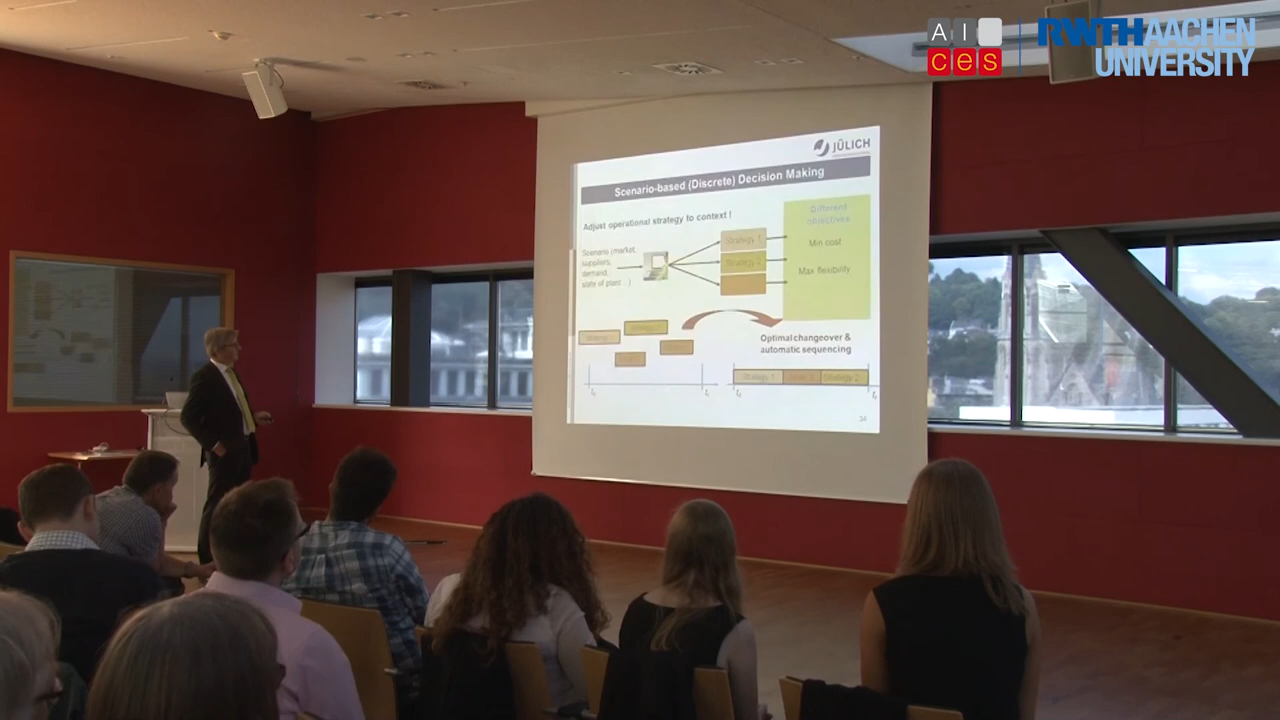 AI
ces
RWTHAACHEN
UNIVERSITY
JÜLICH
Scenario-based (Discrete) Decision Making
Adjust operational strategy to context !
Different
objectives
Min cost
Max flexibility
Scenario (market,
suppliers,
demand,
state of plant ...)
Strategy 1
Strategy 2
Optimal changeover &
automatic sequencing
Strategy 1
Strategy 2
34